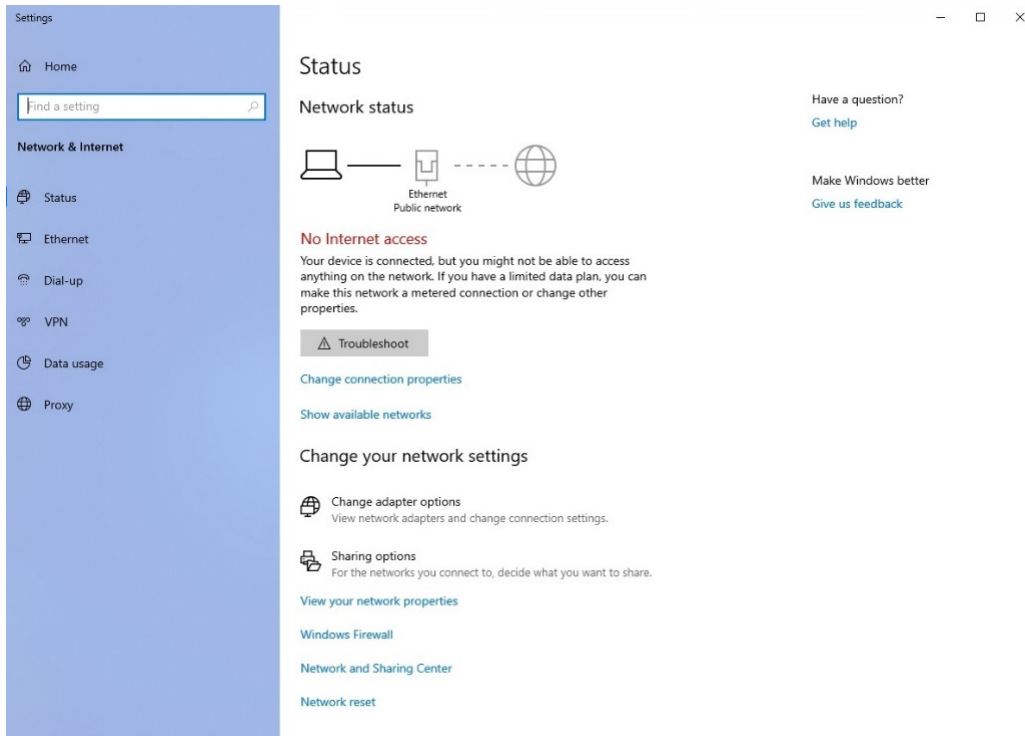 Settings
Home
Find a setting
Network & Internet
Status
Ethernet
Dial-up
VPN
Data usage
Proxy
Status
Network status
Ethernet
Public network
No Internet access
Your device is connected, but you might not be able to access
anything on the network. If you have a limited data plan, you can
make this network a metered connection or change other
properties.
Troubleshoot
Change connection properties
Show available networks
Change your network settings
Change adapter options
View network adapters and change connection settings.
Sharing options
For the networks you connect to, decide what you want to share.
View your network properties
Windows Firewall
Network and Sharing Center
Network reset
Have a question?
Get help
Make Windows better
Give us feedback